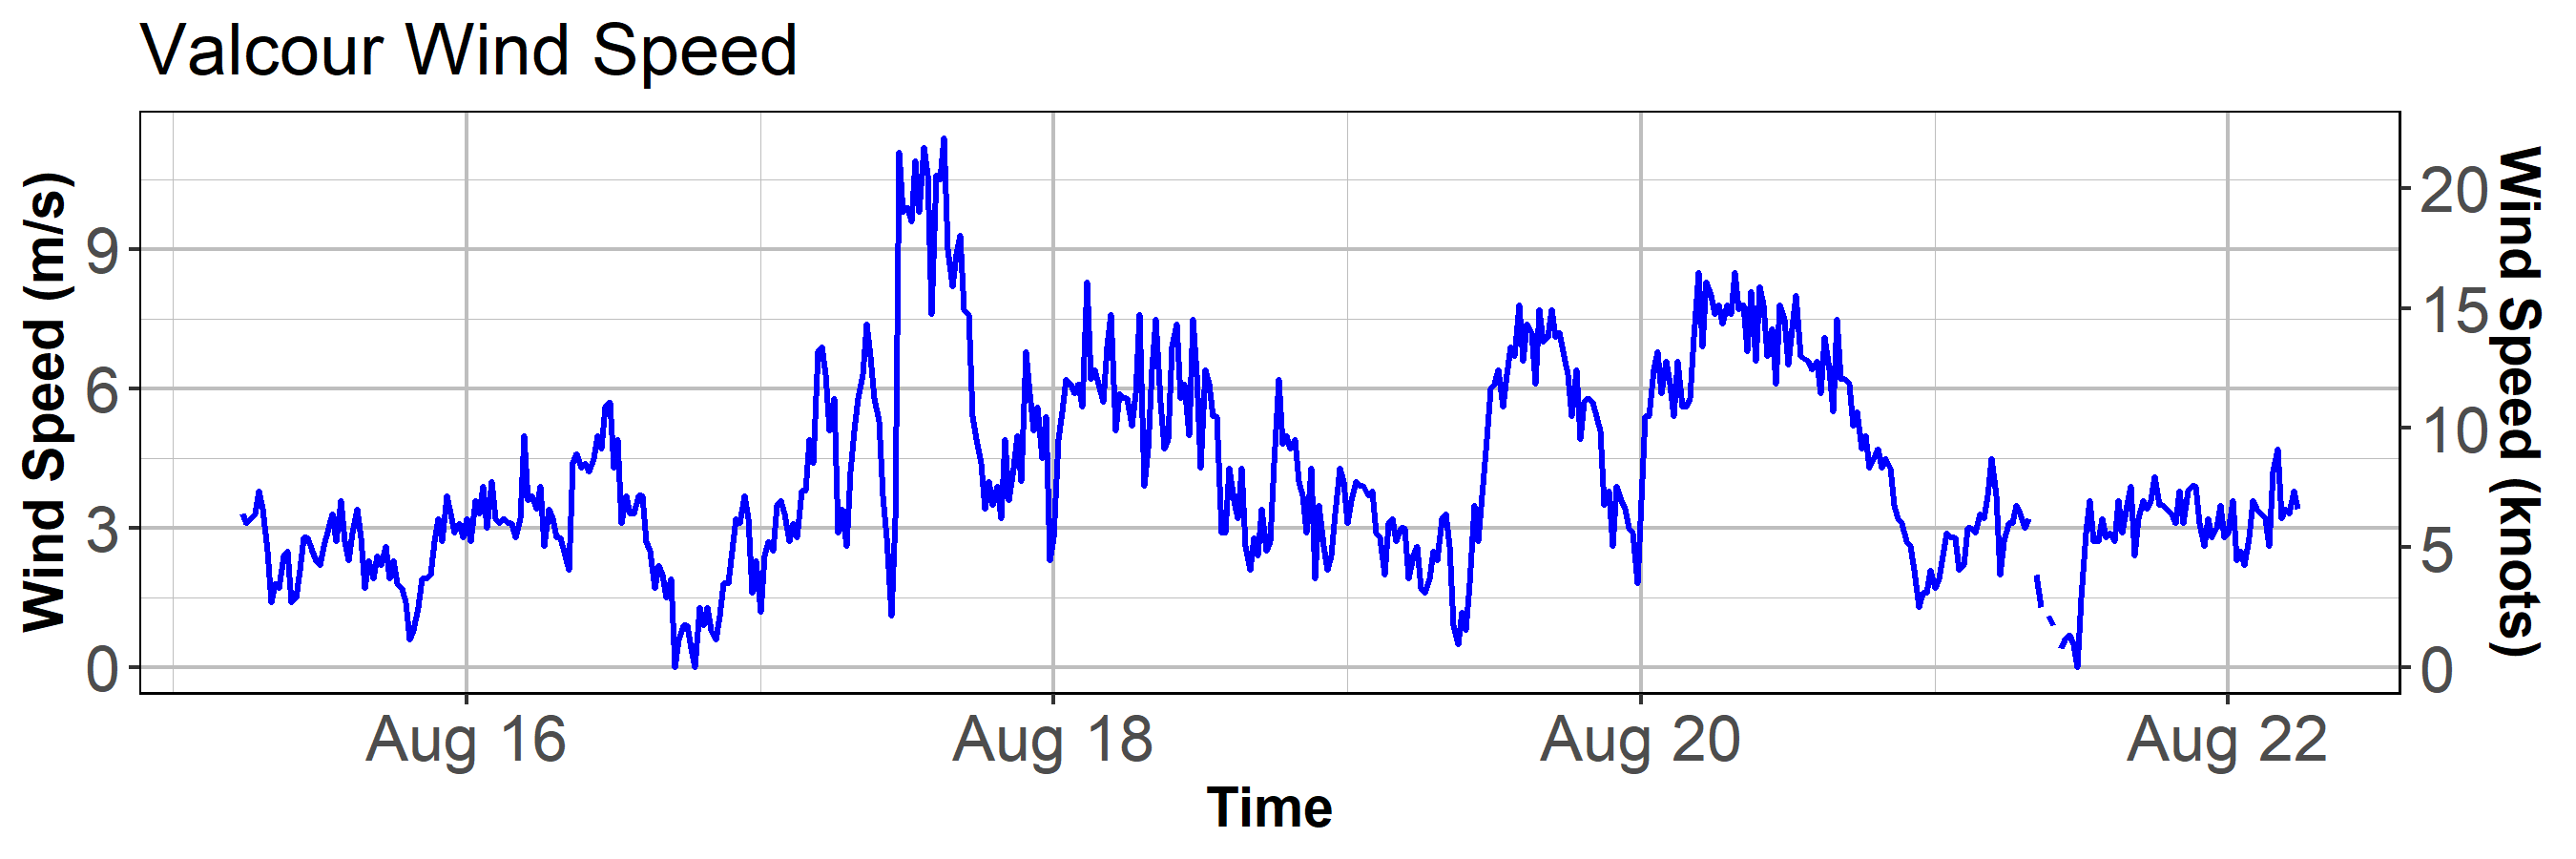 Valcour Wind Speed
Wind Speed (m/s)
9
6
3
0
20
15
10
5
0
Wind Speed (knots)
Aug 16
Aug 18
Aug 20
Aug 22
Time